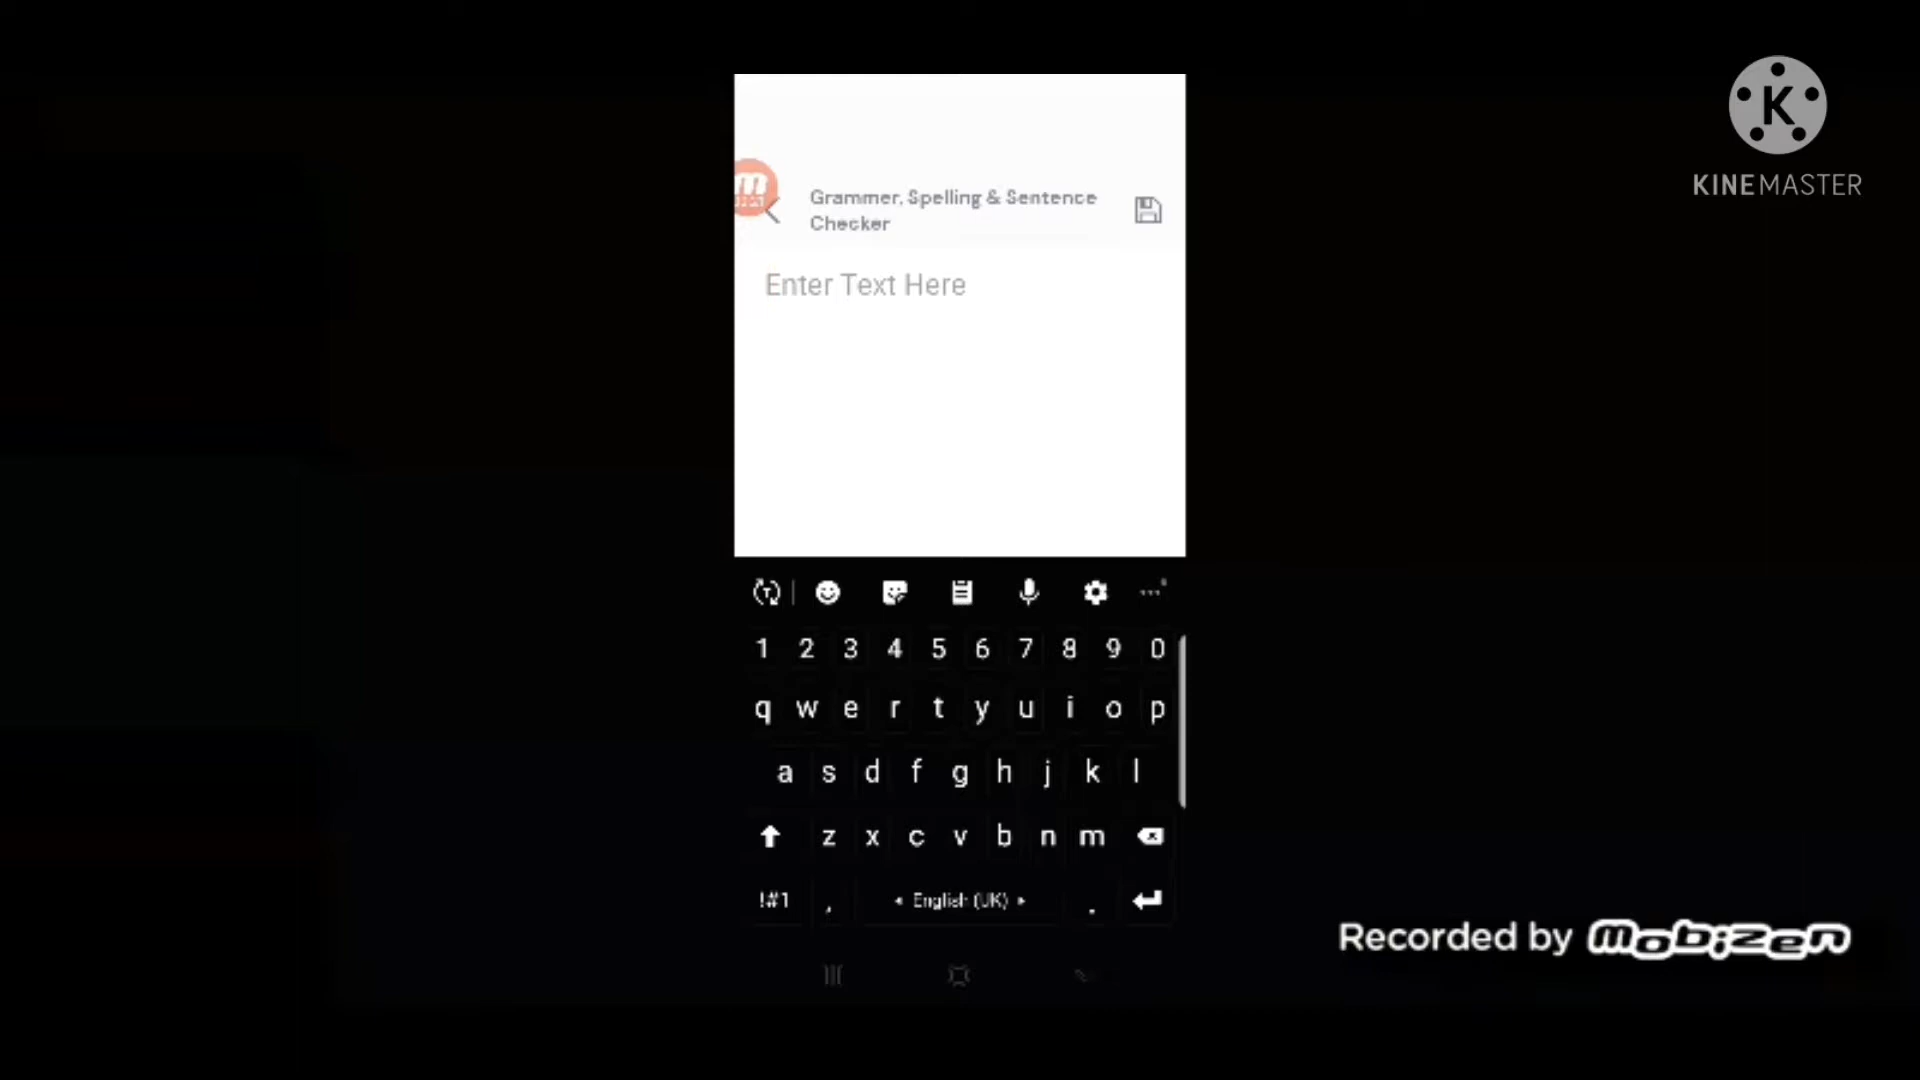 K
KINEMASTER
Grammer, Spelling & Sentence
Checker
Enter Text Here
1 2 3 4 5 6 7 8 9 0
q w e r t y u i o p
a s d f g h j k l
z x c v b n m
!#1 , English (UK) .
Recorded by mobizen